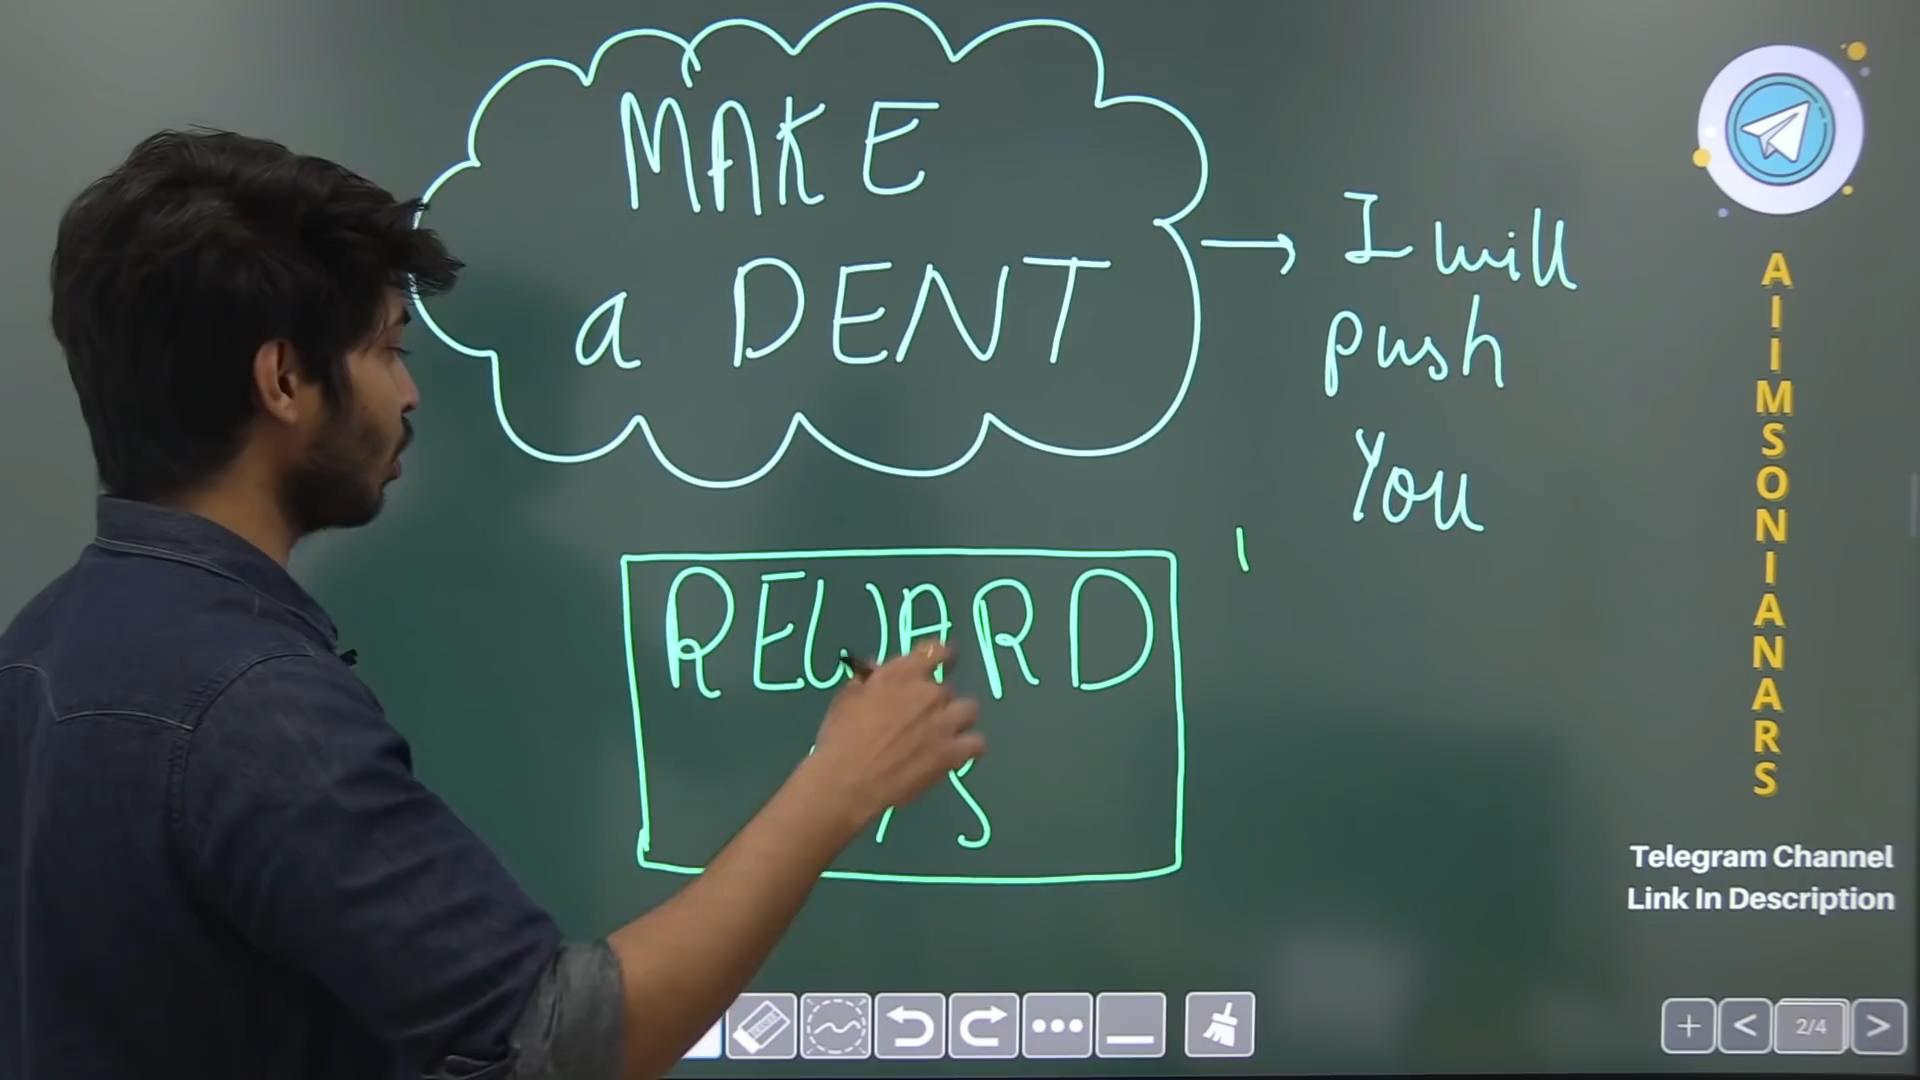 MAKE
a DENT
I will
push
You
REWARD
AIIMSONIANARS
Telegram Channel
Link In Description
2/4